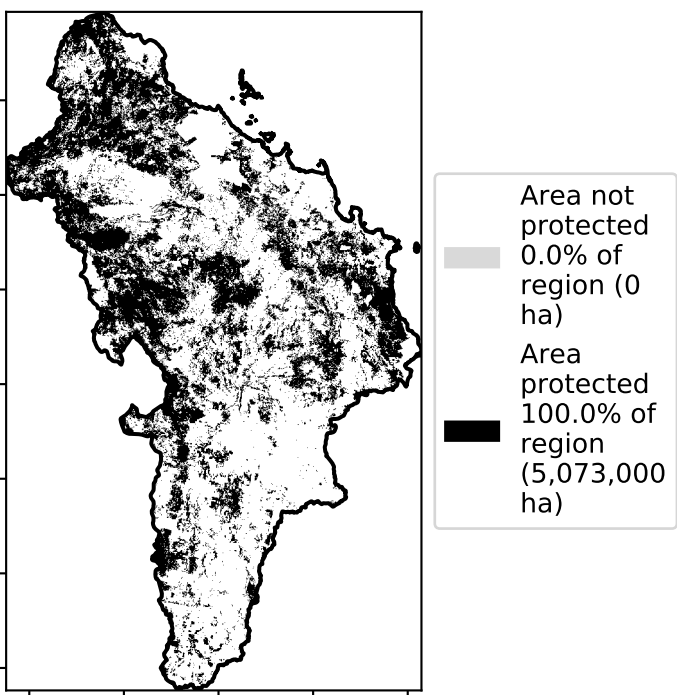 Area not
protected
0.0% of
region (0
ha)
Area
protected
100.0% of
region
(5,073,000
ha)